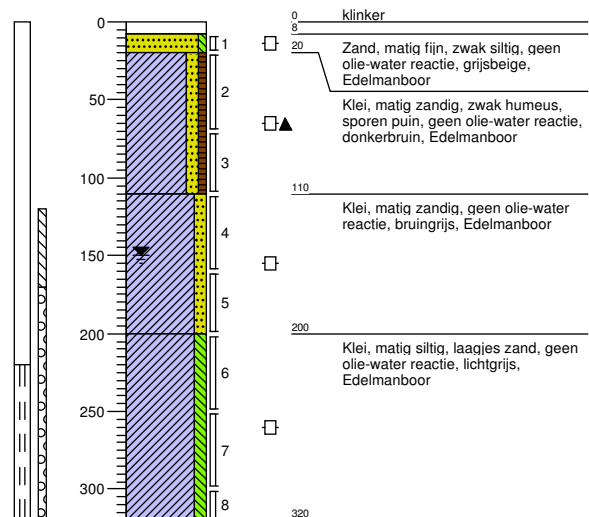 0
50
100
150
200
250
300
1
2
3
4
5
6
7
8
0
klinker
8
20
Zand, matig fijn, zwak siltig, geen
olie-water reactie, grijsbeige,
Edelmanboor
Klei, matig zandig, zwak humeus,
sporen puin, geen olie-water reactie,
donkerbruin, Edelmanboor
110
Klei, matig zandig, geen olie-water
reactie, bruingrijs, Edelmanboor
200
Klei, matig siltig, laagjes zand, geen
olie-water reactie, lichtgrijs,
Edelmanboor
320